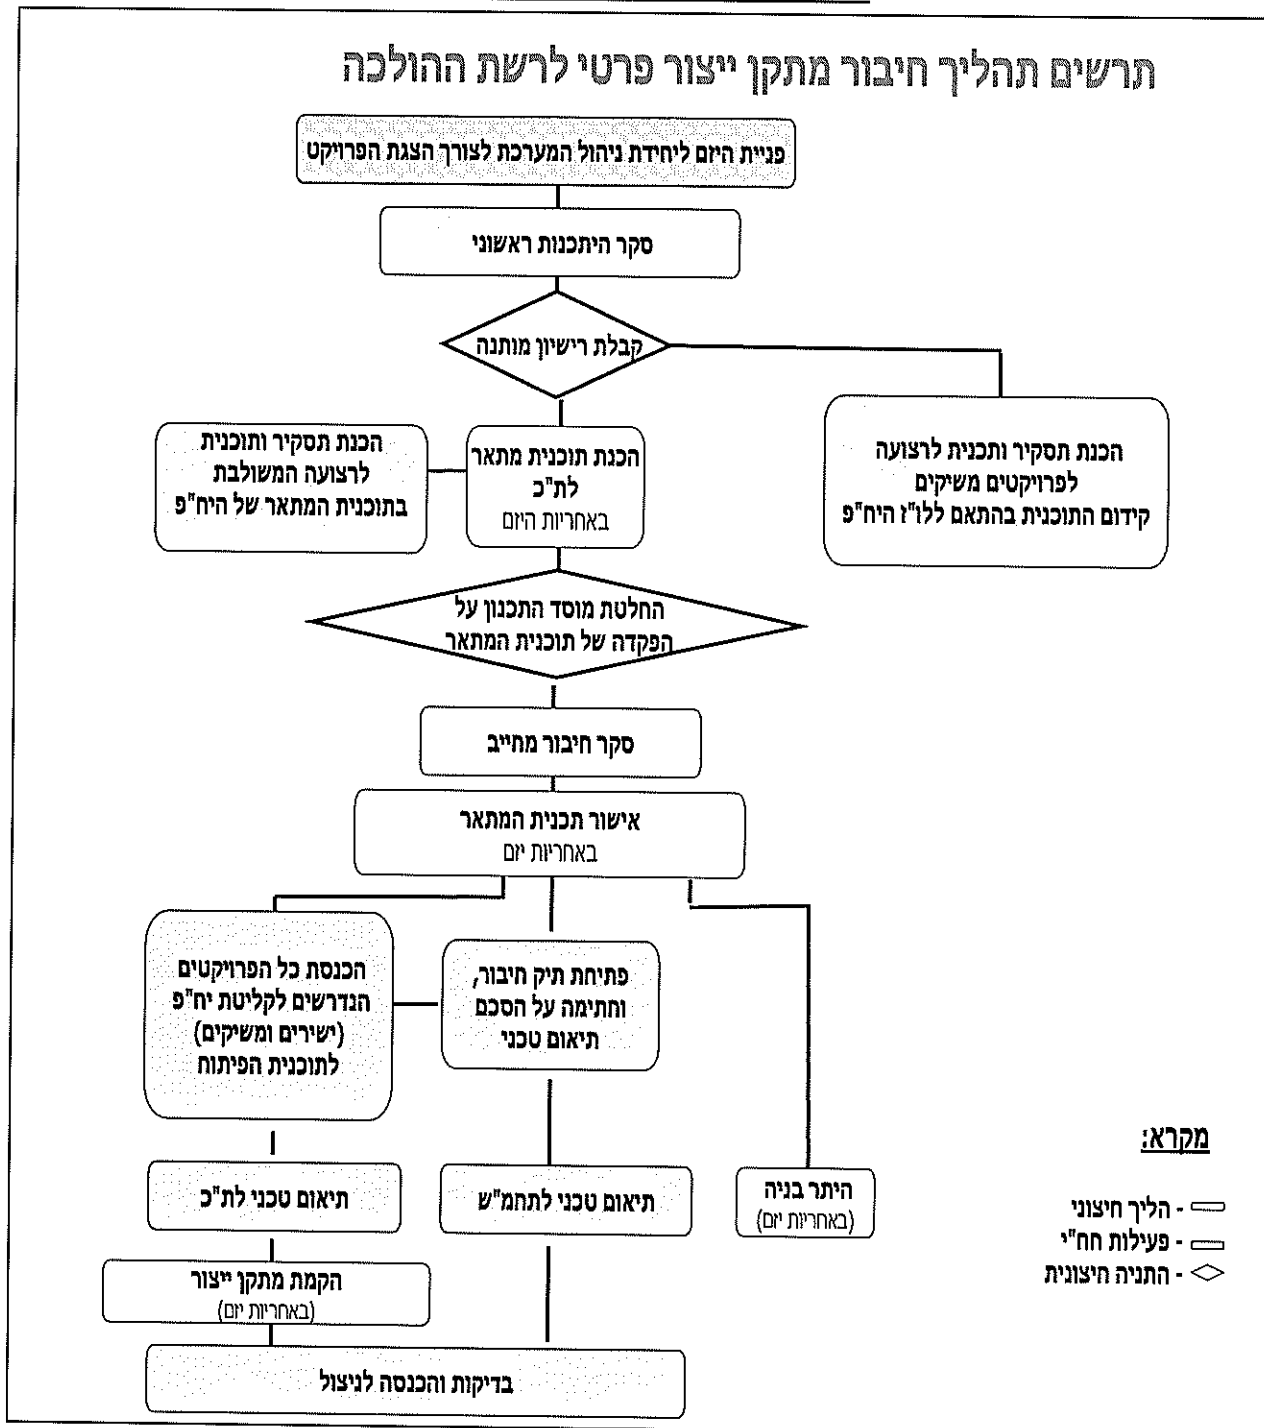 תרשים תהליך חיבור מתקן ייצור פרטי לרשת ההולכה
פניית היזם ליחידת ניהול המערכת לצורך הצגת הפרויקט
סקר היתכנות ראשוני
קבלת רישיון מותנה
הכנת תסקיר ותכנית לרצועה
לפרויקטים משיקים
קידום התוכנית בהתאם ללו"ז היח"פ
הכנת תוכנית מתאר
לת"כ
באחריות היזם
הכנת תסקיר ותוכנית
לרצועה המשולבת
בתוכנית המתאר של היח"פ
החלטת מוסד התכנון על
הפקדה של תוכנית המתאר
סקר חיבור מחייב
אישור תכנית המתאר
באחריות יזם
פתיחת תיק חיבור,
וחתימה על הסכם
תיאום טכני
הכנסת כל הפרויקטים
הנדרשים לקליטת יח"פ
(ישירים ומשיקים)
לתוכנית הפיתוח
היתר בניה
(באחריות יזם)
תיאום טכני לתחמ"ש
תיאום טכני לת"כ
הקמת מתקן ייצור
(באחריות יזם)
בדיקות והכנסה לניצול
מקרא:
- הליך חיצוני
- פעילות חח"י
- התניה חיצונית